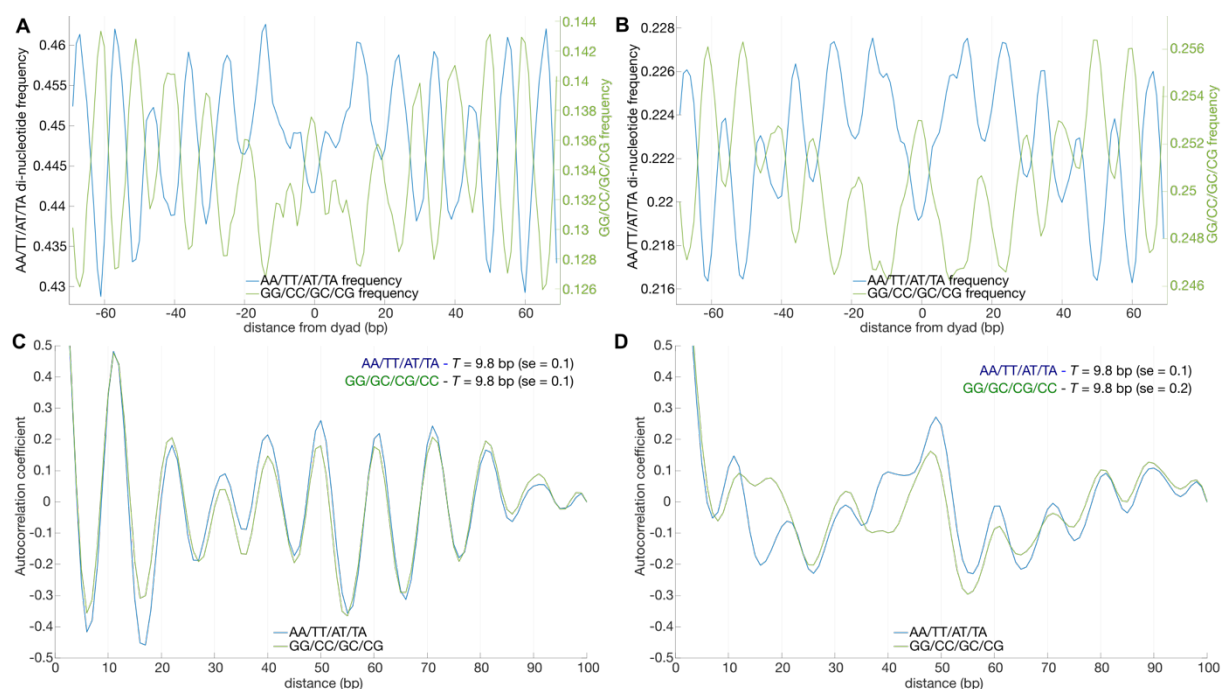 A
AA/TT/AT/TA di-nucleotide frequency
0.46
0.455
0.45
0.445
0.44
0.435
0.43
0.144
0.142
0.14
0.138
0.136
0.134
0.132
0.13
0.128
0.126
GG/CC/GC/CG frequency
AA/TT/AT/TA frequency
GG/CC/GC/CG frequency
-60 -40 -20 0 20 40 60
distance from dyad (bp)
B
AA/TT/AT/TA di-nucleotide frequency
0.228
0.226
0.224
0.222
0.22
0.218
0.216
0.256
0.254
0.252
0.25
0.248
0.246
GG/CC/GC/CG frequency
AA/TT/AT/TA frequency
GG/CC/GC/CG frequency
-60 -40 -20 0 20 40 60
distance from dyad (bp)
C
Autocorrelation coefficient
0.5
0.4
0.3
0.2
0.1
0
-0.1
-0.2
-0.3
-0.4
-0.5
AA/TT/AT/TA - T = 9.8 bp (se = 0.1)
GG/GC/CG/CC - T = 9.8 bp (se = 0.1)
AA/TT/AT/TA
GG/CC/GC/CG
0 10 20 30 40 50 60 70 80 90 100
distance (bp)
D
Autocorrelation coefficient
0.5
0.4
0.3
0.2
0.1
0
-0.1
-0.2
-0.3
-0.4
-0.5
AA/TT/AT/TA - T = 9.8 bp (se = 0.1)
GG/GC/CG/CC - T = 9.8 bp (se = 0.2)
AA/TT/AT/TA
GG/CC/GC/CG
0 10 20 30 40 50 60 70 80 90 100
distance (bp)